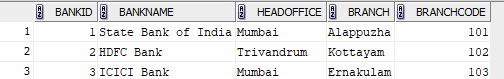 BANKID BANKNAME HEADOFFICE BRANCH BRANCHCODE
1 1 State Bank of India Mumbai Alappuzha 101
2 2 HDFC Bank Trivandrum Kottayam 102
3 3 ICICI Bank Mumbai Ernakulam 103